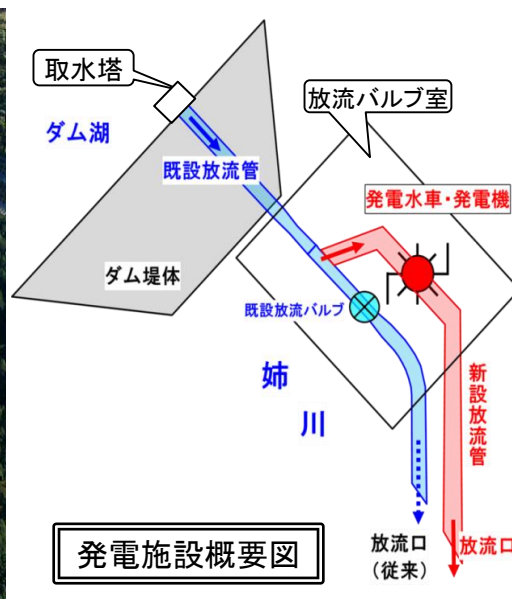 取水塔
放流バルブ室
ダム湖
既設放流管
発電水車・発電機
ダム堤体
既設放流バルブ
姉
川
新設放流管
発電施設概要図
放流口
(従来)
放流口